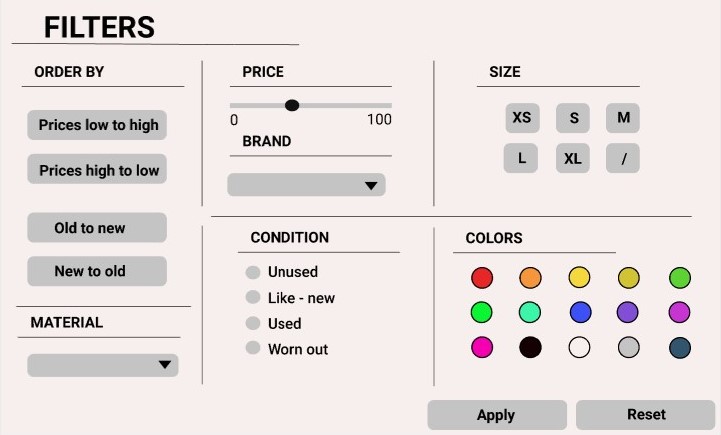 FILTERS
ORDER BY
Prices low to high
Prices high to low
Old to new
New to old
MATERIAL
PRICE
0 100
BRAND
SIZE
XS S M
L XL /
CONDITION
Unused
Like - new
Used
Worn out
COLORS
Apply Reset